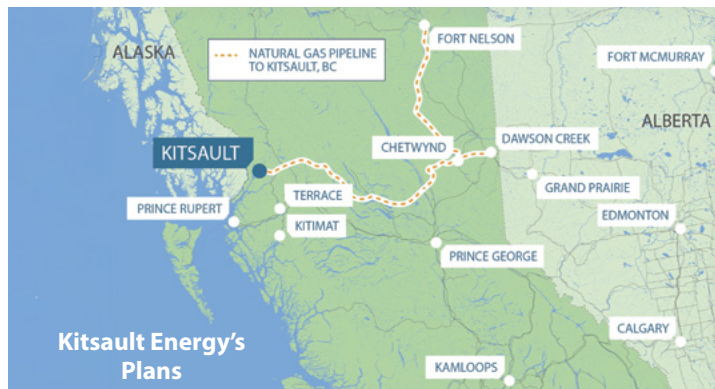 ALASKA
NATURAL GAS PIPELINE
TO KITSAULT, BC
FORT NELSON
FORT MCMURRAY
ALBERTA
KITSAULT
CHETWYND
DAWSON CREEK
GRAND PRAIRIE
TERRACE
PRINCE RUPERT
KITIMAT
EDMONTON
PRINCE GEORGE
CALGARY
KAMLOOPS
Kitsault Energy's
Plans